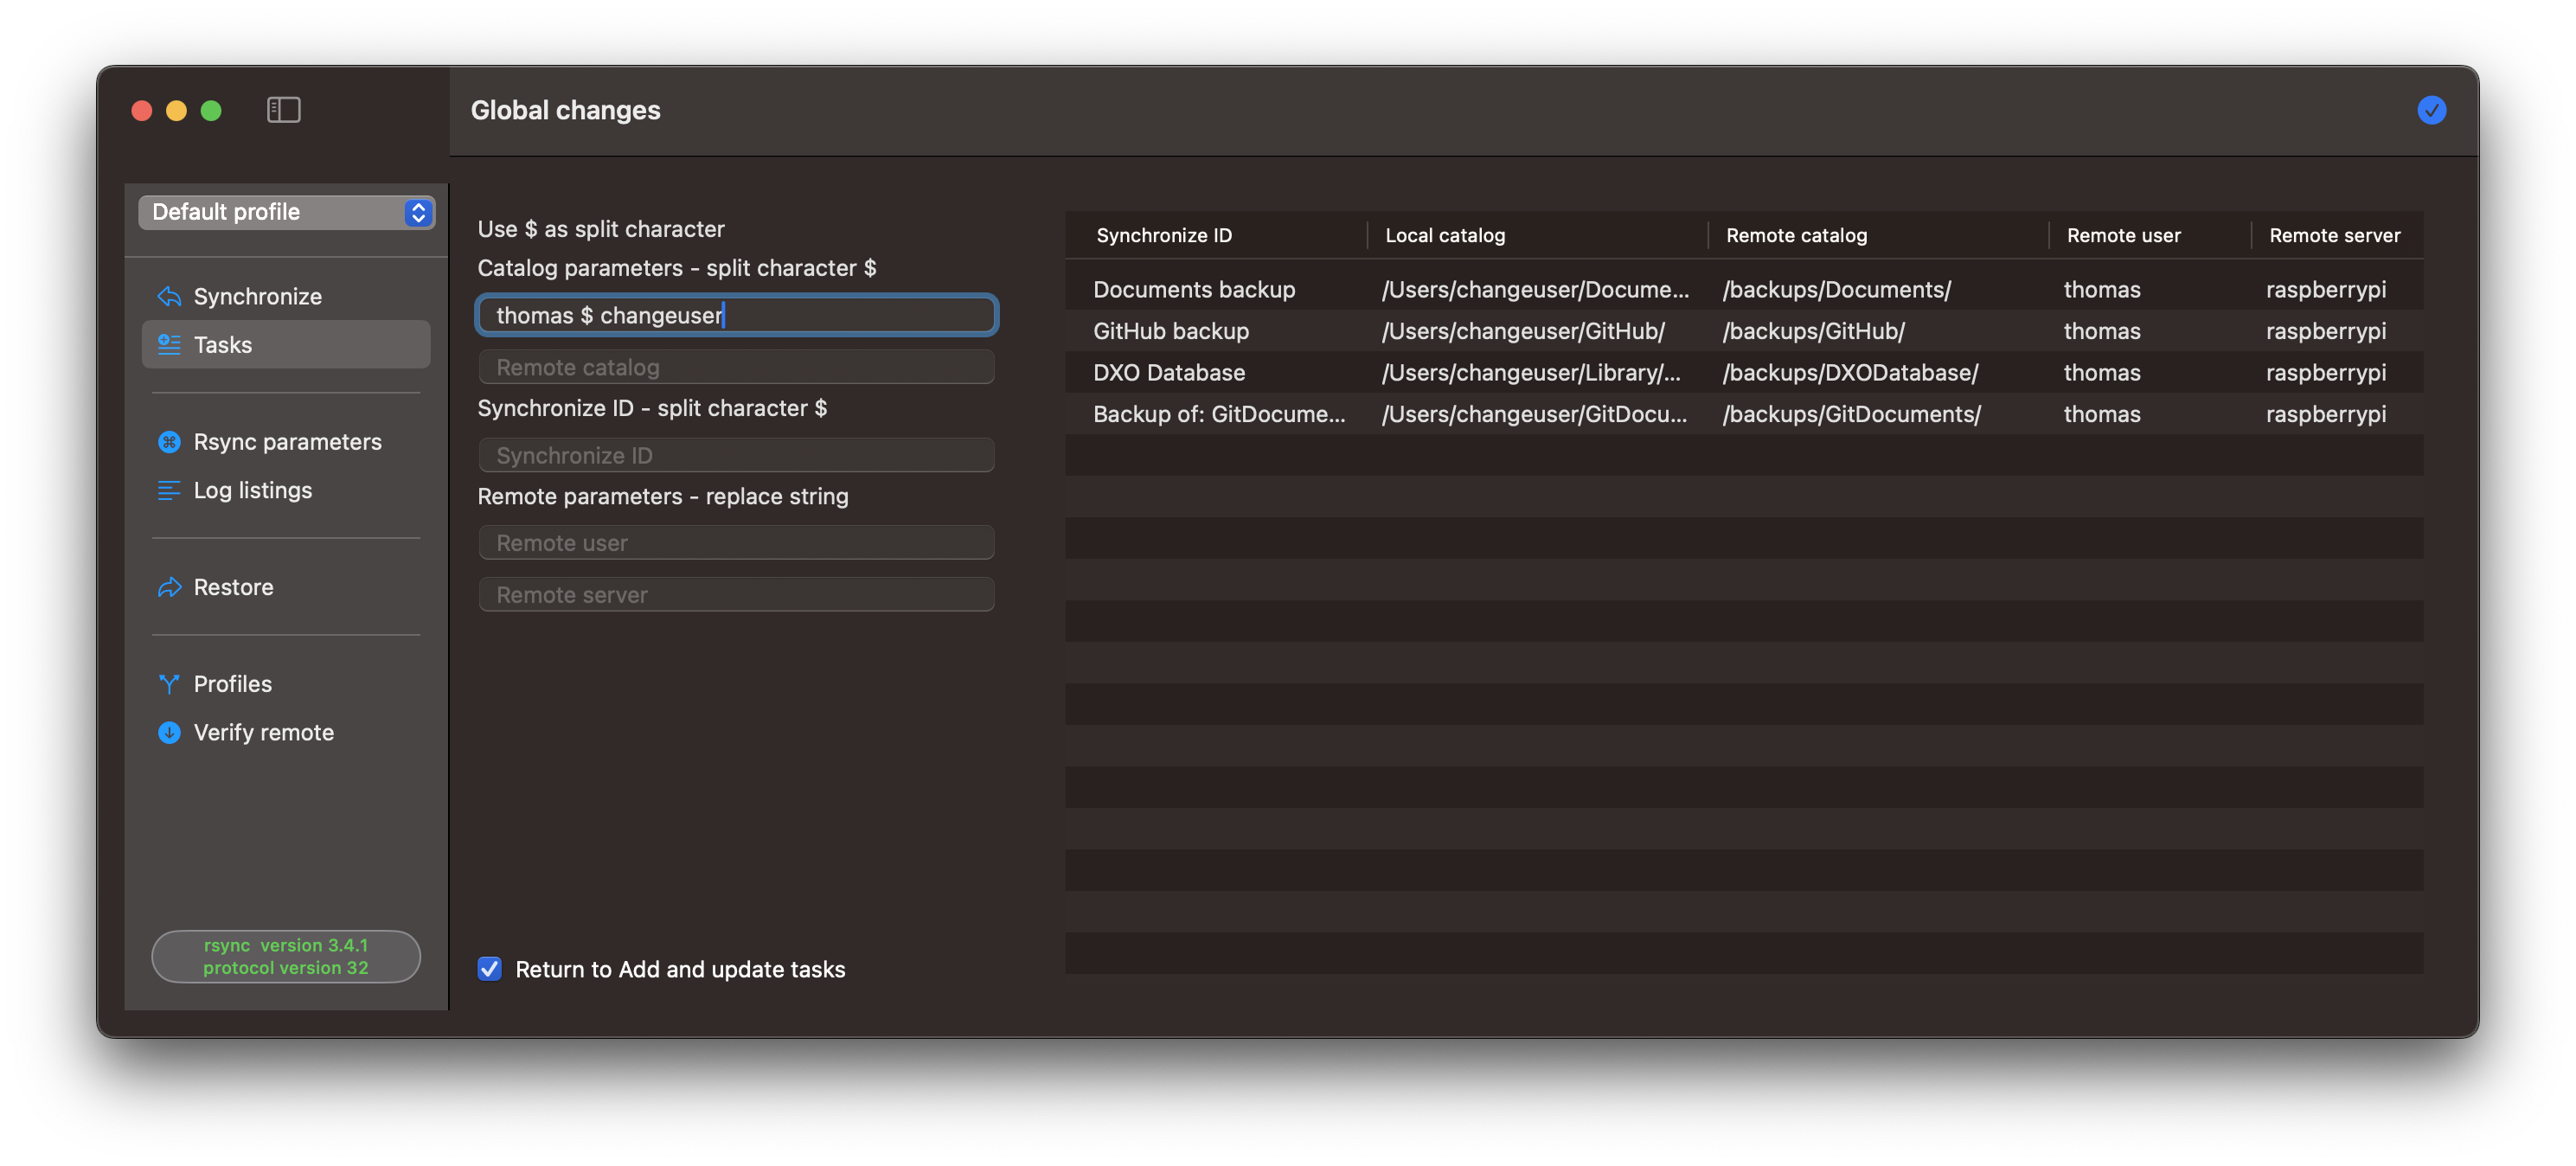 Global changes
Default profile
Synchronize
Tasks
Rsync parameters
Log listings
Restore
Profiles
Verify remote
rsync  version 3.4.1
protocol version 32
Use $ as split character
Catalog parameters - split character $
thomas $ changeuser
Remote catalog
Synchronize ID - split character $
Synchronize ID
Remote parameters - replace string
Remote user
Remote server
Return to Add and update tasks
Synchronize ID Local catalog Remote catalog Remote user Remote server
Documents backup /Users/changeuser/Docume... /backups/Documents/ thomas raspberrypi
GitHub backup /Users/changeuser/GitHub/ /backups/GitHub/ thomas raspberrypi
DXO Database /Users/changeuser/Library/... /backups/DXODatabase/ thomas raspberrypi
Backup of: GitDocume... /Users/changeuser/GitDocu... /backups/GitDocuments/ thomas raspberrypi